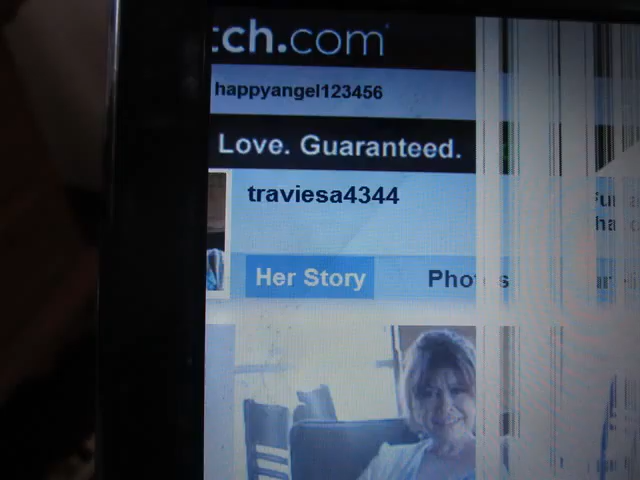 tch.com
happyangel123456
Love. Guaranteed.
traviesa4344
Her Story
Photos